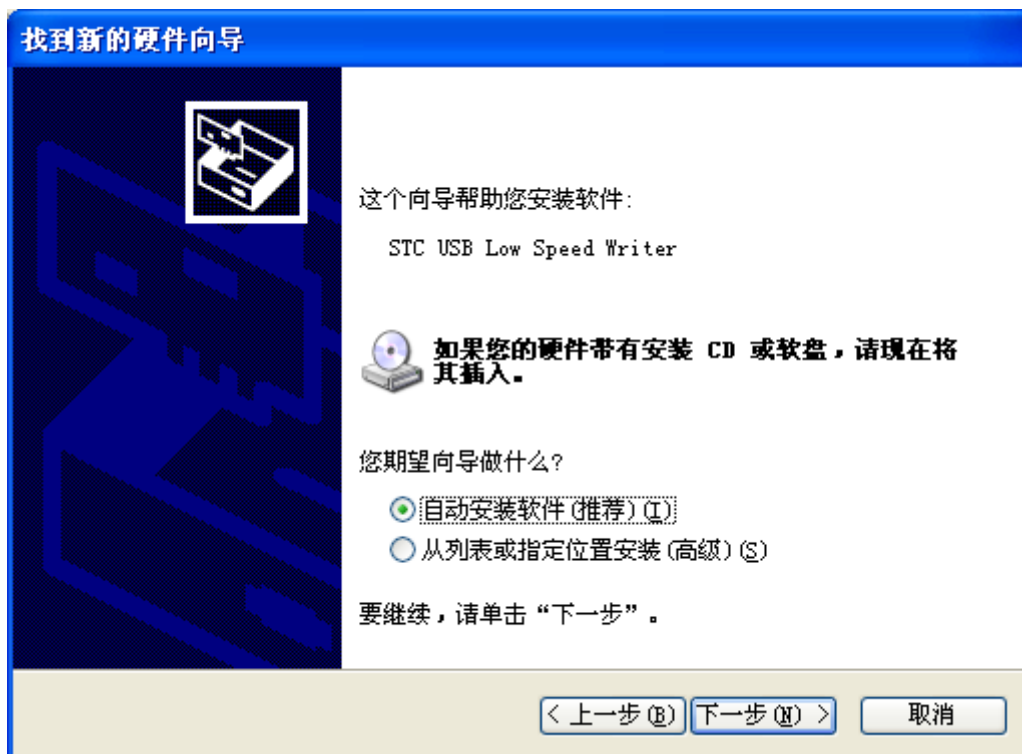 找到新的硬件向导
这个向导帮助您安装软件:
STC USB Low Speed Writer
如果您的硬件带有安装 CD 或软盘，请现在将
其插入。
您期望向导做什么?
自动安装软件(推荐)(I)
从列表或指定位置安装(高级)(S)
要继续，请单击“下一步”。
< 上一步(B) 下一步(N) > 取消